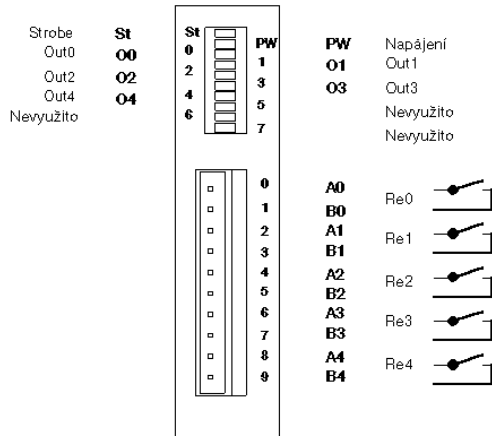 Strobe St St PW PW Napájení
Out0 O0 0 1 O1 Out1
Out2 O2 2 3 O3 Out3
Out4 O4 4 5 Nevyužito
Nevyužito 6 7 Nevyužito
0 A0 Re0
1 B0
2 A1 Re1
3 B1
4 A2 Re2
5 B2
6 A3 Re3
7 B3
8 A4 Re4
9 B4